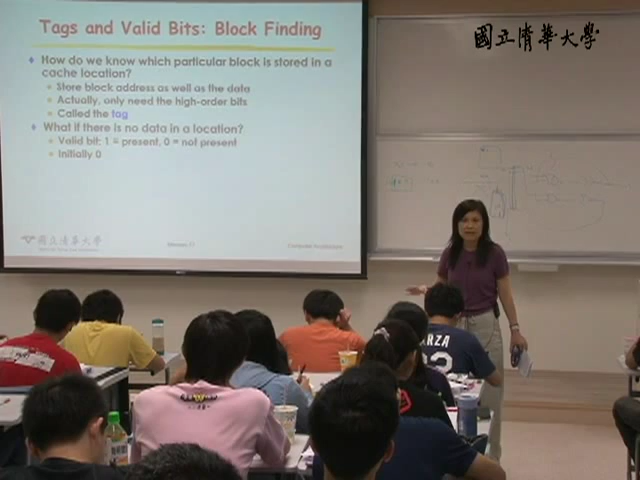 Tags and Valid Bits: Block Finding
國立清華大學
How do we know which particular block is stored in a
cache location?
Store block address as well as the data
Actually, only need the high-order bits
Called the tag
What if there is no data in a location?
Valid bit: 1 = present, 0 = not present
Initially 0
國立清華大學
Computer Architecture
ARZA